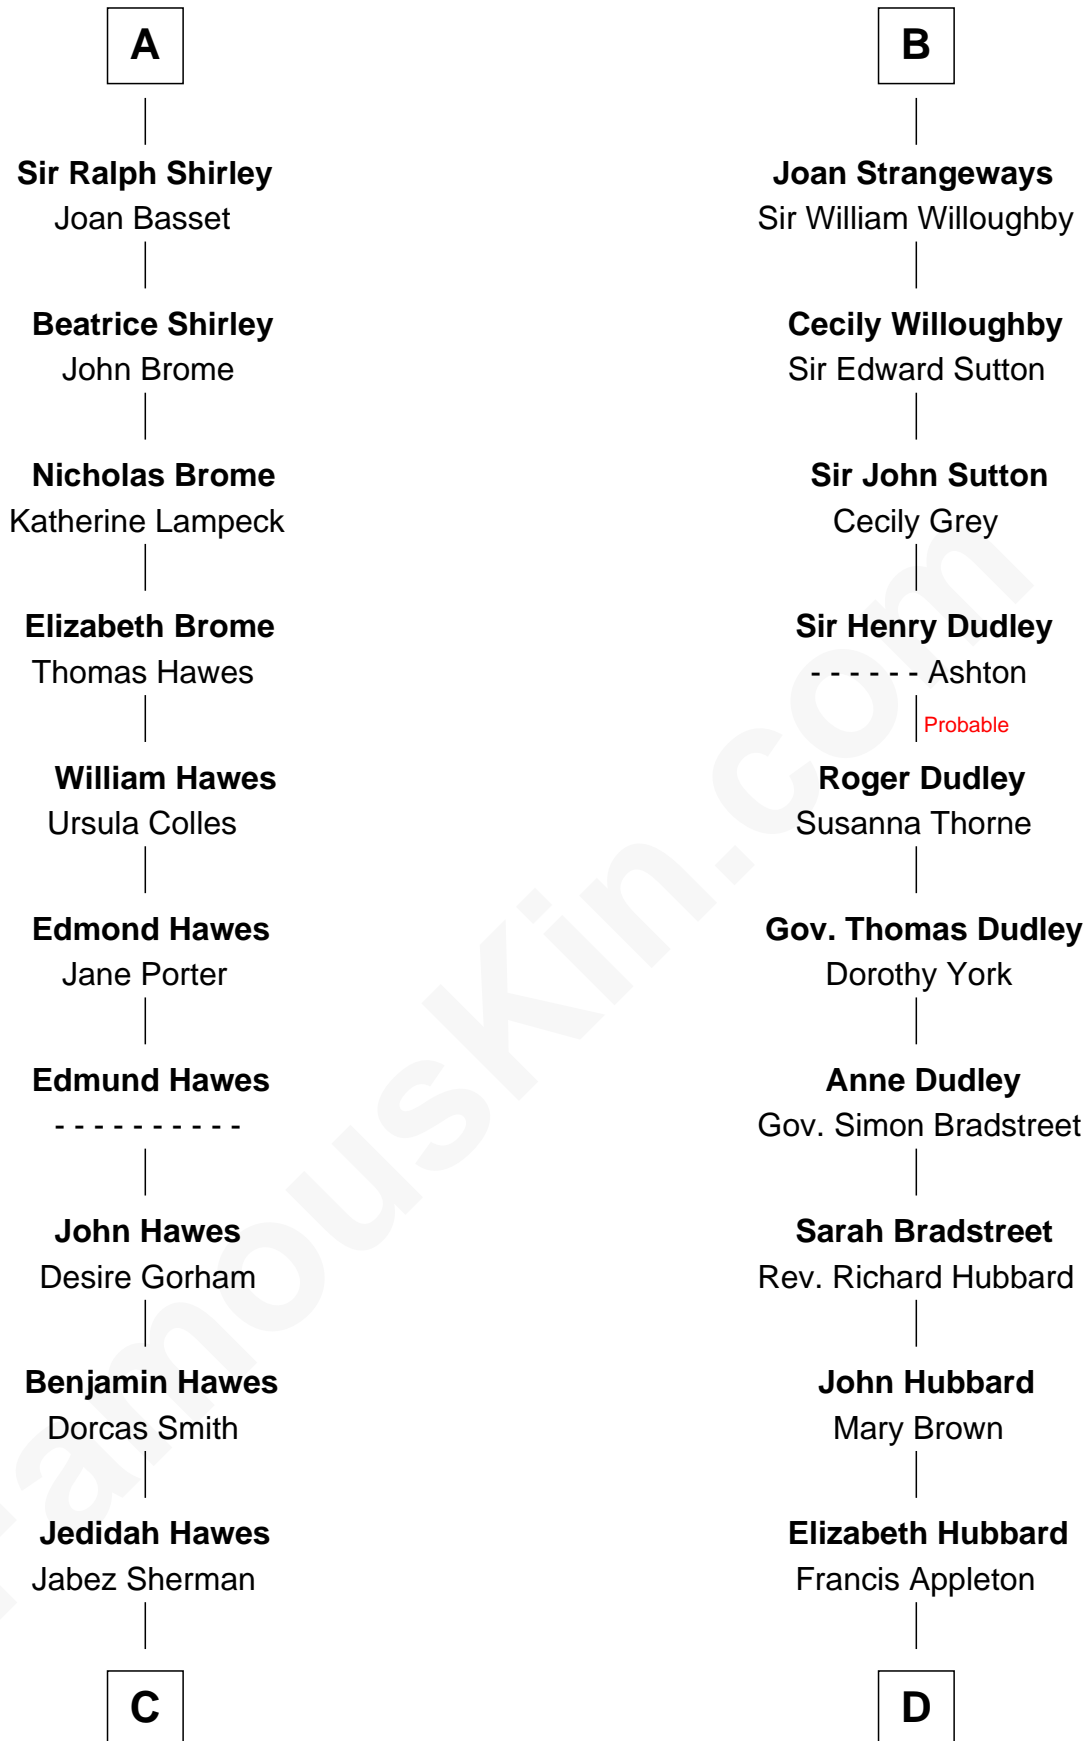 A
Sir Ralph Shirley
Joan Basset
Beatrice Shirley
John Brome
Nicholas Brome
Katherine Lampeck
Elizabeth Brome
Thomas Hawes
William Hawes
Ursula Colles
Edmond Hawes
Jane Porter
Edmund Hawes
- - - - - - - - - -
John Hawes
Desire Gorham
Benjamin Hawes
Dorcas Smith
Jedidah Hawes
Jabez Sherman
C
B
Joan Strangeways
Sir William Willoughby
Cecily Willoughby
Sir Edward Sutton
Sir John Sutton
Cecily Grey
Sir Henry Dudley
- - - - - - Ashton
Probable
Roger Dudley
Susanna Thorne
Gov. Thomas Dudley
Dorothy York
Anne Dudley
Gov. Simon Bradstreet
Sarah Bradstreet
Rev. Richard Hubbard
John Hubbard
Mary Brown
Elizabeth Hubbard
Francis Appleton
D
FamousKin.com